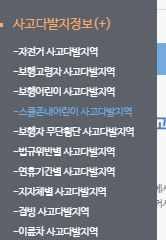 사고다발지정보(+)
-자전거 사고다발지역
-보행고령자 사고다발지역
-보행어린이 사고다발지역
-스쿨존내어린이 사고다발지역
-보행자 무단횡단 사고다발지역
-법규위반별 사고다발지역
-연휴기간별 사고다발지역
-지자체별 사고다발지역
-결빙 사고다발지역
-이륜차 사고다발지역